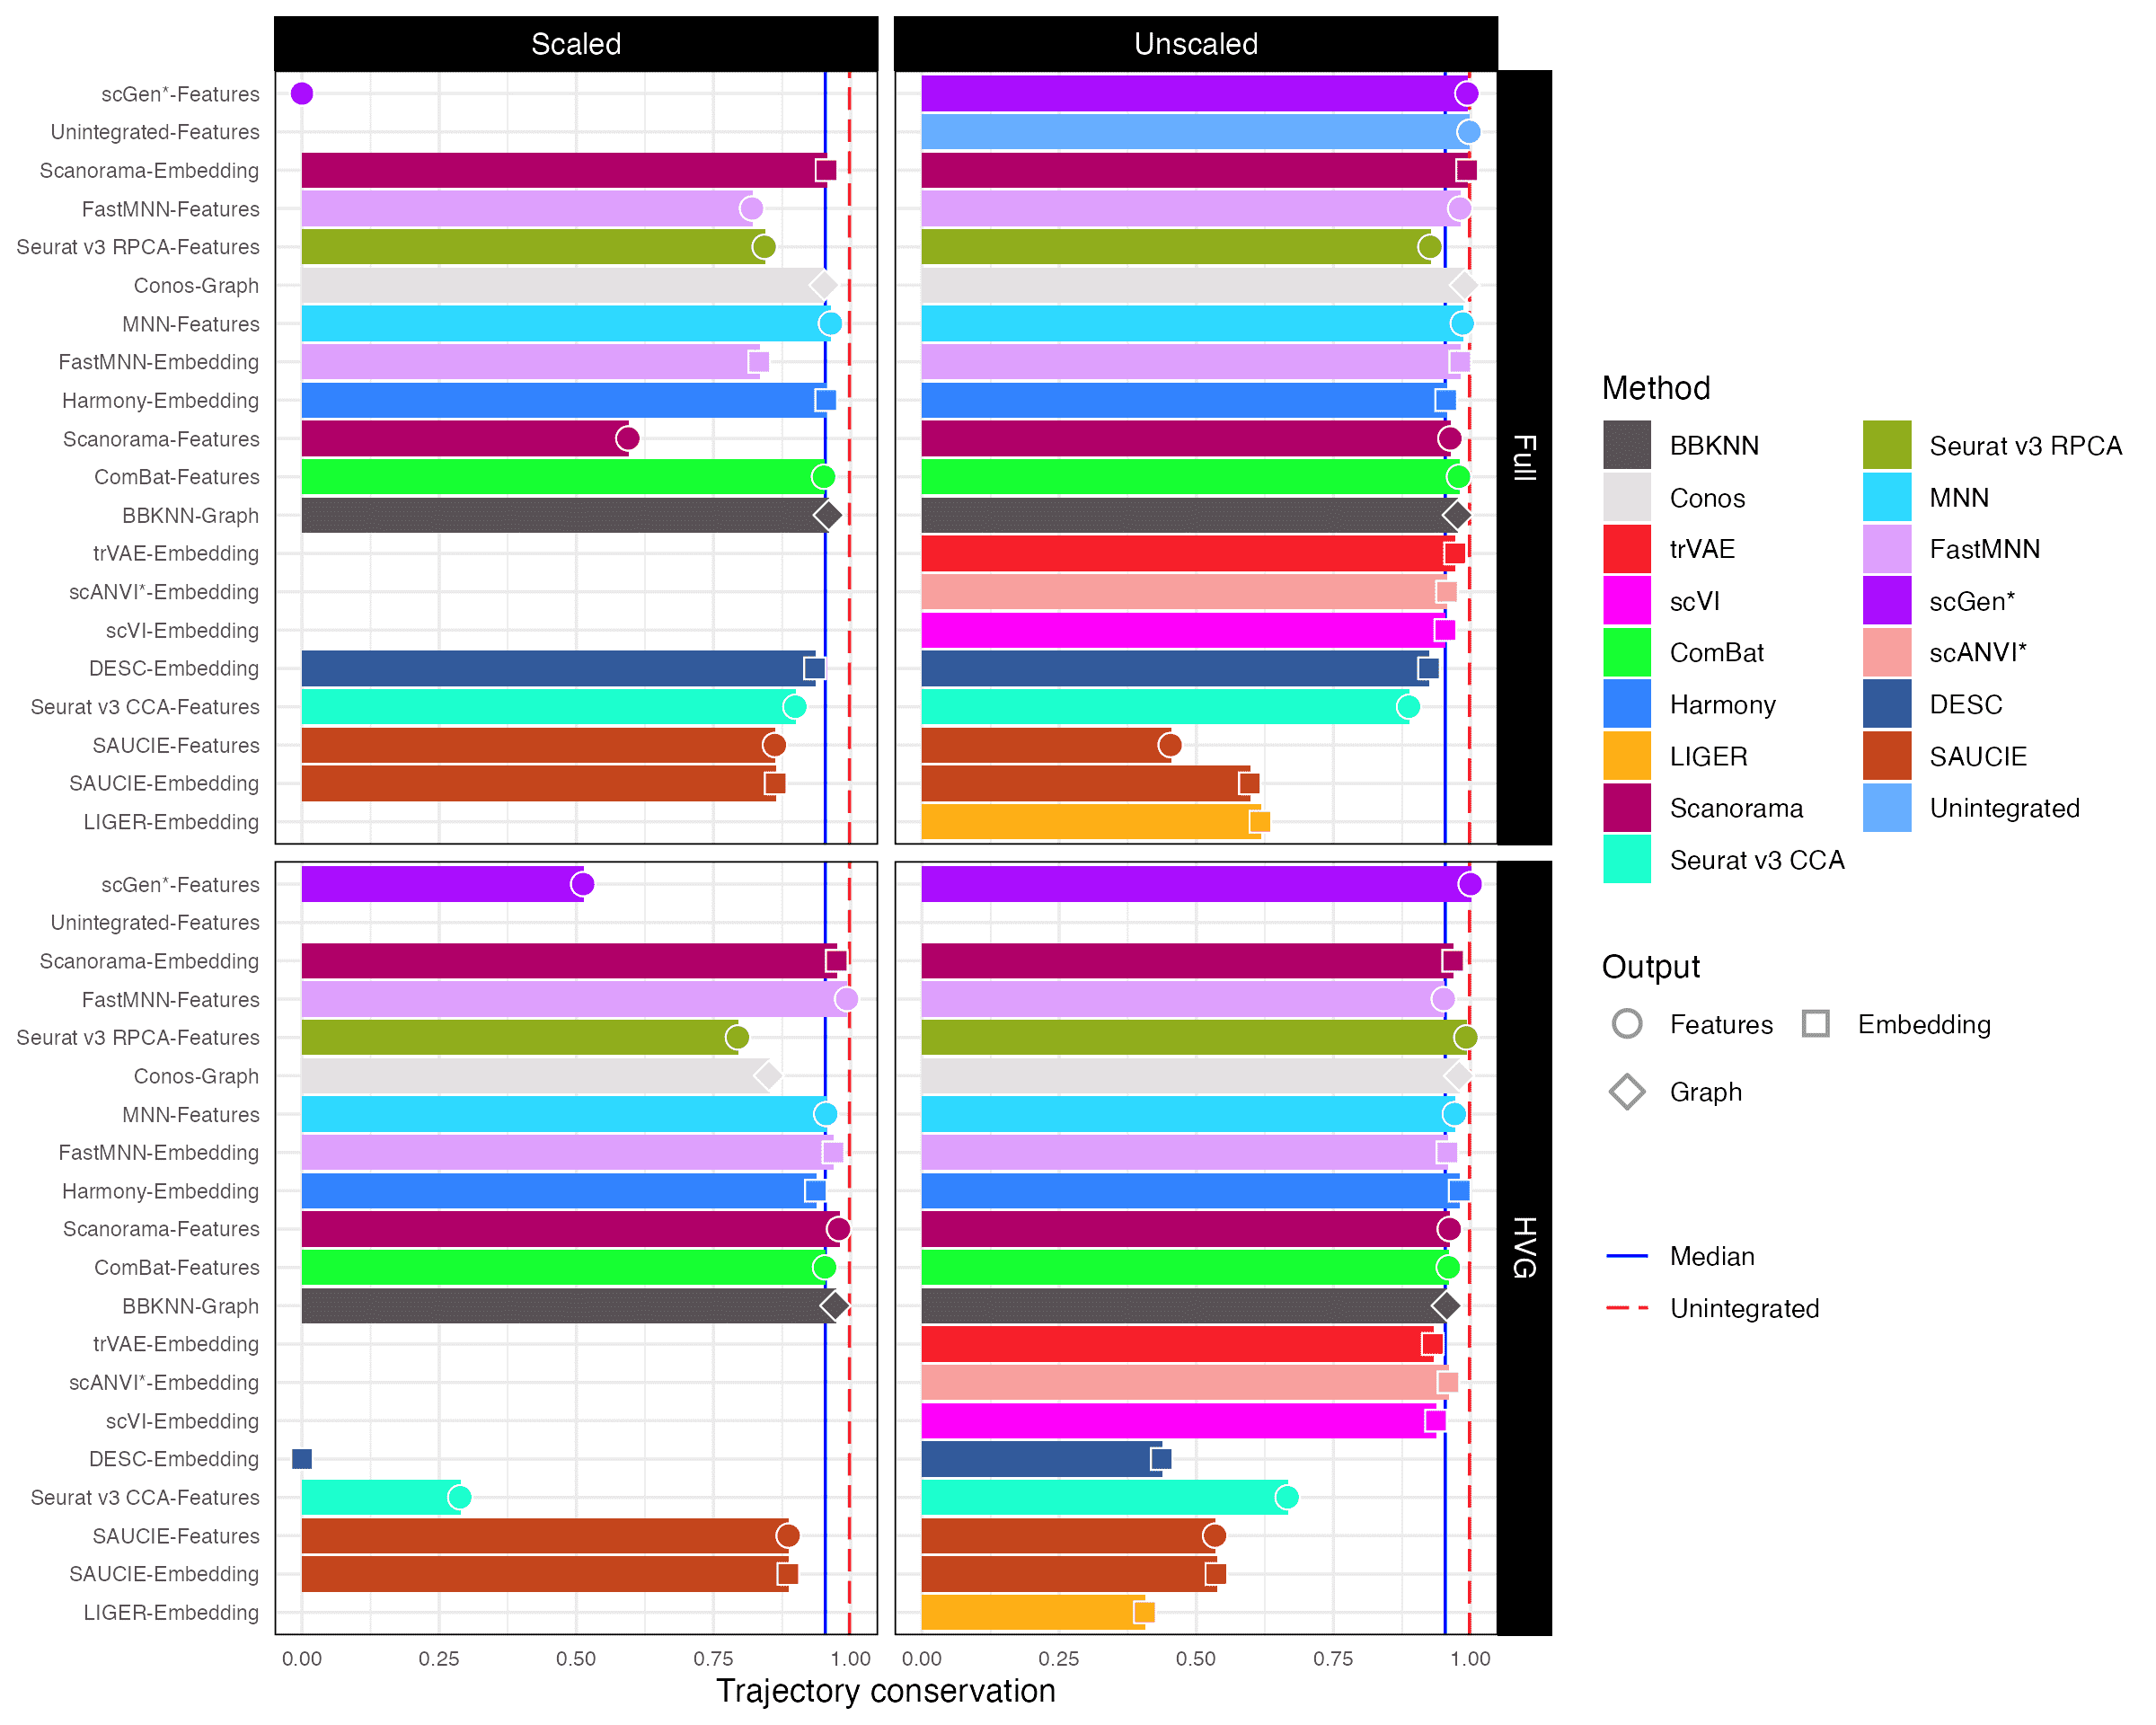 Scaled
Unscaled
scGen*-Features
Unintegrated-Features
Scanorama-Embedding
FastMNN-Features
Seurat v3 RPCA-Features
Conos-Graph
MNN-Features
FastMNN-Embedding
Harmony-Embedding
Scanorama-Features
ComBat-Features
BBKNN-Graph
trVAE-Embedding
scANVI*-Embedding
scVI-Embedding
DESC-Embedding
Seurat v3 CCA-Features
SAUCIE-Features
SAUCIE-Embedding
LIGER-Embedding
Full
scGen*-Features
Unintegrated-Features
Scanorama-Embedding
FastMNN-Features
Seurat v3 RPCA-Features
Conos-Graph
MNN-Features
FastMNN-Embedding
Harmony-Embedding
Scanorama-Features
ComBat-Features
BBKNN-Graph
trVAE-Embedding
scANVI*-Embedding
scVI-Embedding
DESC-Embedding
Seurat v3 CCA-Features
SAUCIE-Features
SAUCIE-Embedding
LIGER-Embedding
HVG
0.00 0.25 0.50 0.75 1.00 0.00 0.25 0.50 0.75 1.00
Trajectory conservation
Method
BBKNN
Conos
trVAE
scVI
ComBat
Harmony
LIGER
Scanorama
Seurat v3 CCA
Seurat v3 RPCA
MNN
FastMNN
scGen*
scANVI*
DESC
SAUCIE
Unintegrated
Output
Features Embedding
Graph
Median
Unintegrated